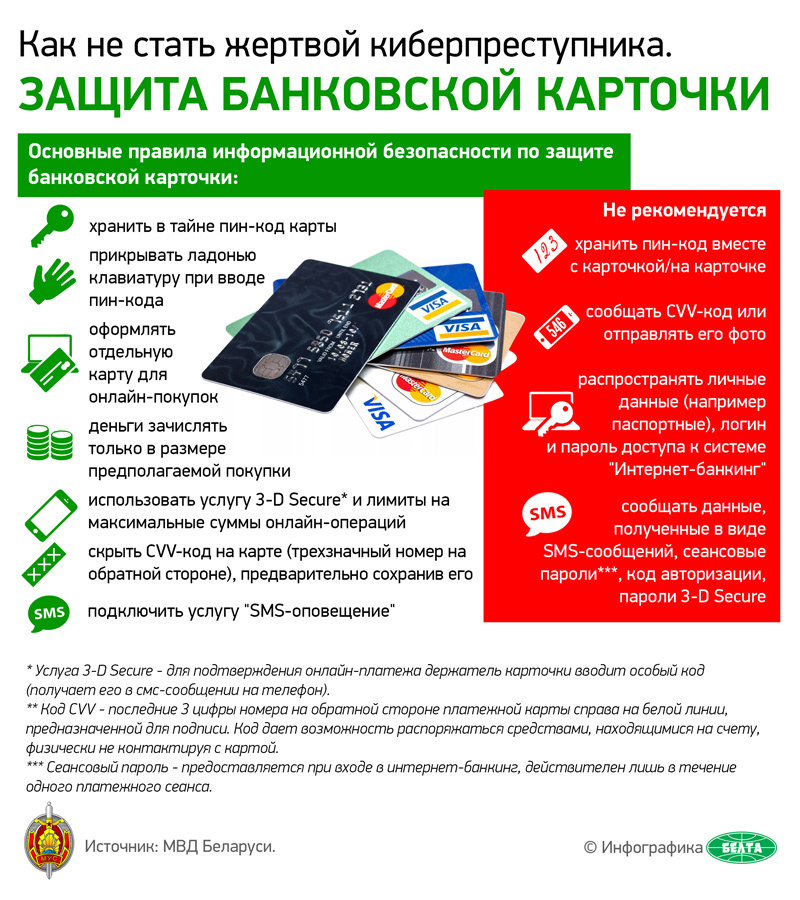 Как не стать жертвой киберпреступника.
ЗАЩИТА БАНКОВСКОЙ КАРТОЧКИ
Основные правила информационной безопасности по защите
банковской карточки:
хранить в тайне пин-код карты
прикрывать ладонью
клавиатуру при вводе
пин-кода
оформлять
отдельную
карту для
онлайн-покупок
деньги зачислять
только в размере
предполагаемой покупки
использовать услугу 3-D Secure* и лимиты на
максимальные суммы онлайн-операций
скрыть CVV-код на карте (трехзначный номер на
обратной стороне), предварительно сохранив его
SMS
подключить услугу "SMS-оповещение"
MasterCard
VISA
VISA
MasterCard
MasterCard
VISA
Не рекомендуется
123
хранить пин-код вместе
с карточкой/на карточке
546
сообщать CVV-код или
отправлять его фото
распространять личные
данные (например
паспортные), логин
и пароль доступа к системе
"Интернет-банкинг"
SMS
сообщать данные,
полученные в виде
SMS-сообщений, сеансовые
пароли***, код авторизации,
пароли 3-D Secure
* Услуга 3-D Secure - для подтверждения онлайн-платежа держатель карточки вводит особый код
(получает его в смс-сообщении на телефон).
** Код CVV - последние 3 цифры номера на обратной стороне платежной карты справа на белой линии,
предназначенной для подписи. Код дает возможность распоряжаться средствами, находящимися на счету,
физически не контактируя с картой.
*** Сеансовый пароль - предоставляется при входе в интернет-банкинг, действителен лишь в течение
одного платежного сеанса.
МУС
Источник: МВД Беларуси.
© Инфографика
БЕЛТА